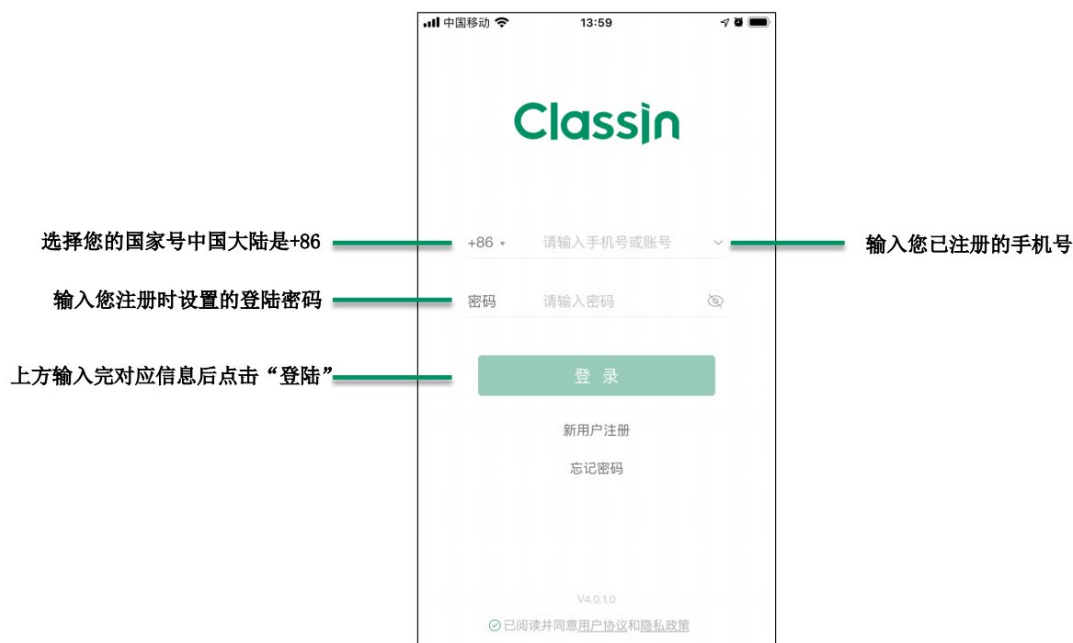 中国移动 13:59
ClassIn
选择您的国家号中国大陆是+86
+86 请输入手机号或账号
输入您已注册的手机号
输入您注册时设置的登陆密码
密码 请输入密码
上方输入完对应信息后点击“登陆”
登 录
新用户注册
忘记密码
V4.0.1.0
已阅读并同意用户协议和隐私政策